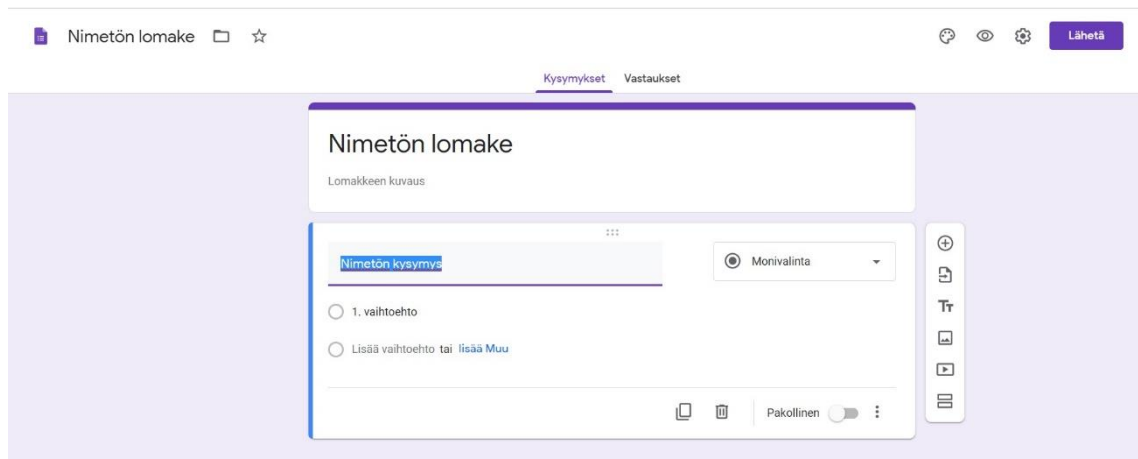 Nimetön lomake
Lähetä
Kysymykset Vastaukset
Nimetön lomake
Lomakkeen kuvaus
Nimetön kysymys
Monivalinta
1. vaihtoehto
Lisää vaihtoehto tai lisää Muu
Pakollinen